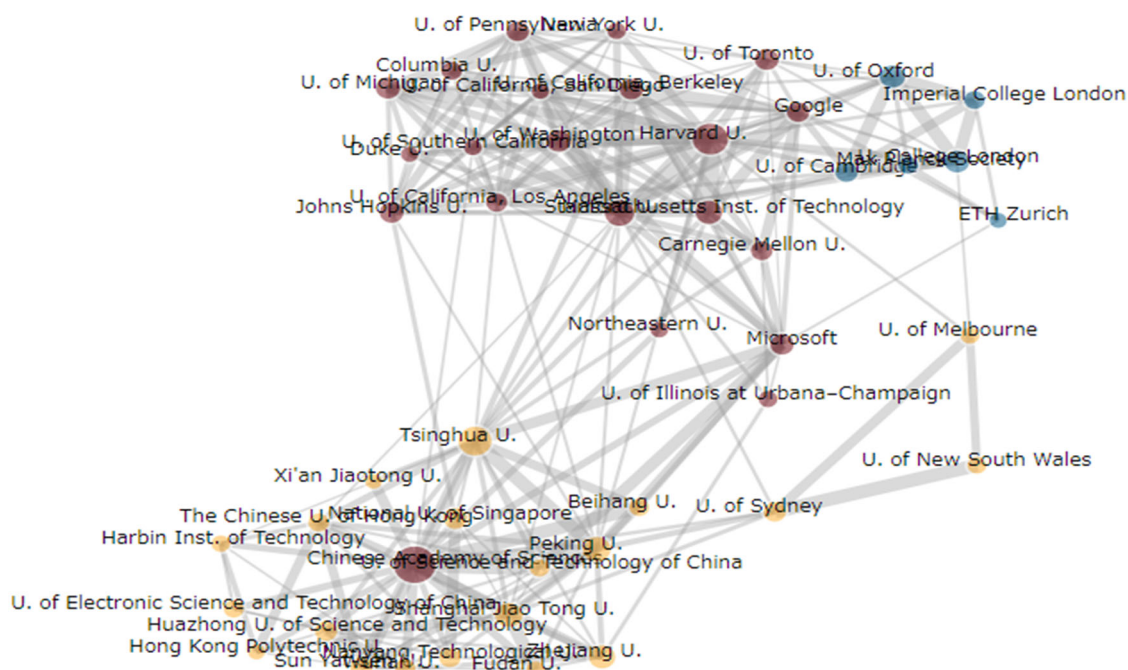 U. of Pennsylvania
New York U.
U. of Toronto
Columbia U.
U. of Oxford
U. of Michigan
U. of California, San Diego
U. of California, Berkeley
Imperial College London
Google
U. of Washington
Harvard U.
U. of Southern California
Duke U.
U. College London
Max Planck Society
U. of Cambridge
U. of California, Los Angeles
Johns Hopkins U.
Stanford U.
Massachusetts Inst. of Technology
ETH Zurich
Carnegie Mellon U.
Northeastern U.
Microsoft
U. of Melbourne
U. of Illinois at Urbana–Champaign
Tsinghua U.
U. of New South Wales
Xi'an Jiaotong U.
Beihang U.
U. of Sydney
National U. of Singapore
The Chinese U. of Hong Kong
Harbin Inst. of Technology
Peking U.
Chinese Academy of Sciences
U. of Science and Technology of China
U. of Electronic Science and Technology of China
Shanghai Jiao Tong U.
Huazhong U. of Science and Technology
Hong Kong Polytechnic U.
Nanyang Technological U.
Zhejiang U.
Sun Yat-sen U.
Wuhan U.
Fudan U.